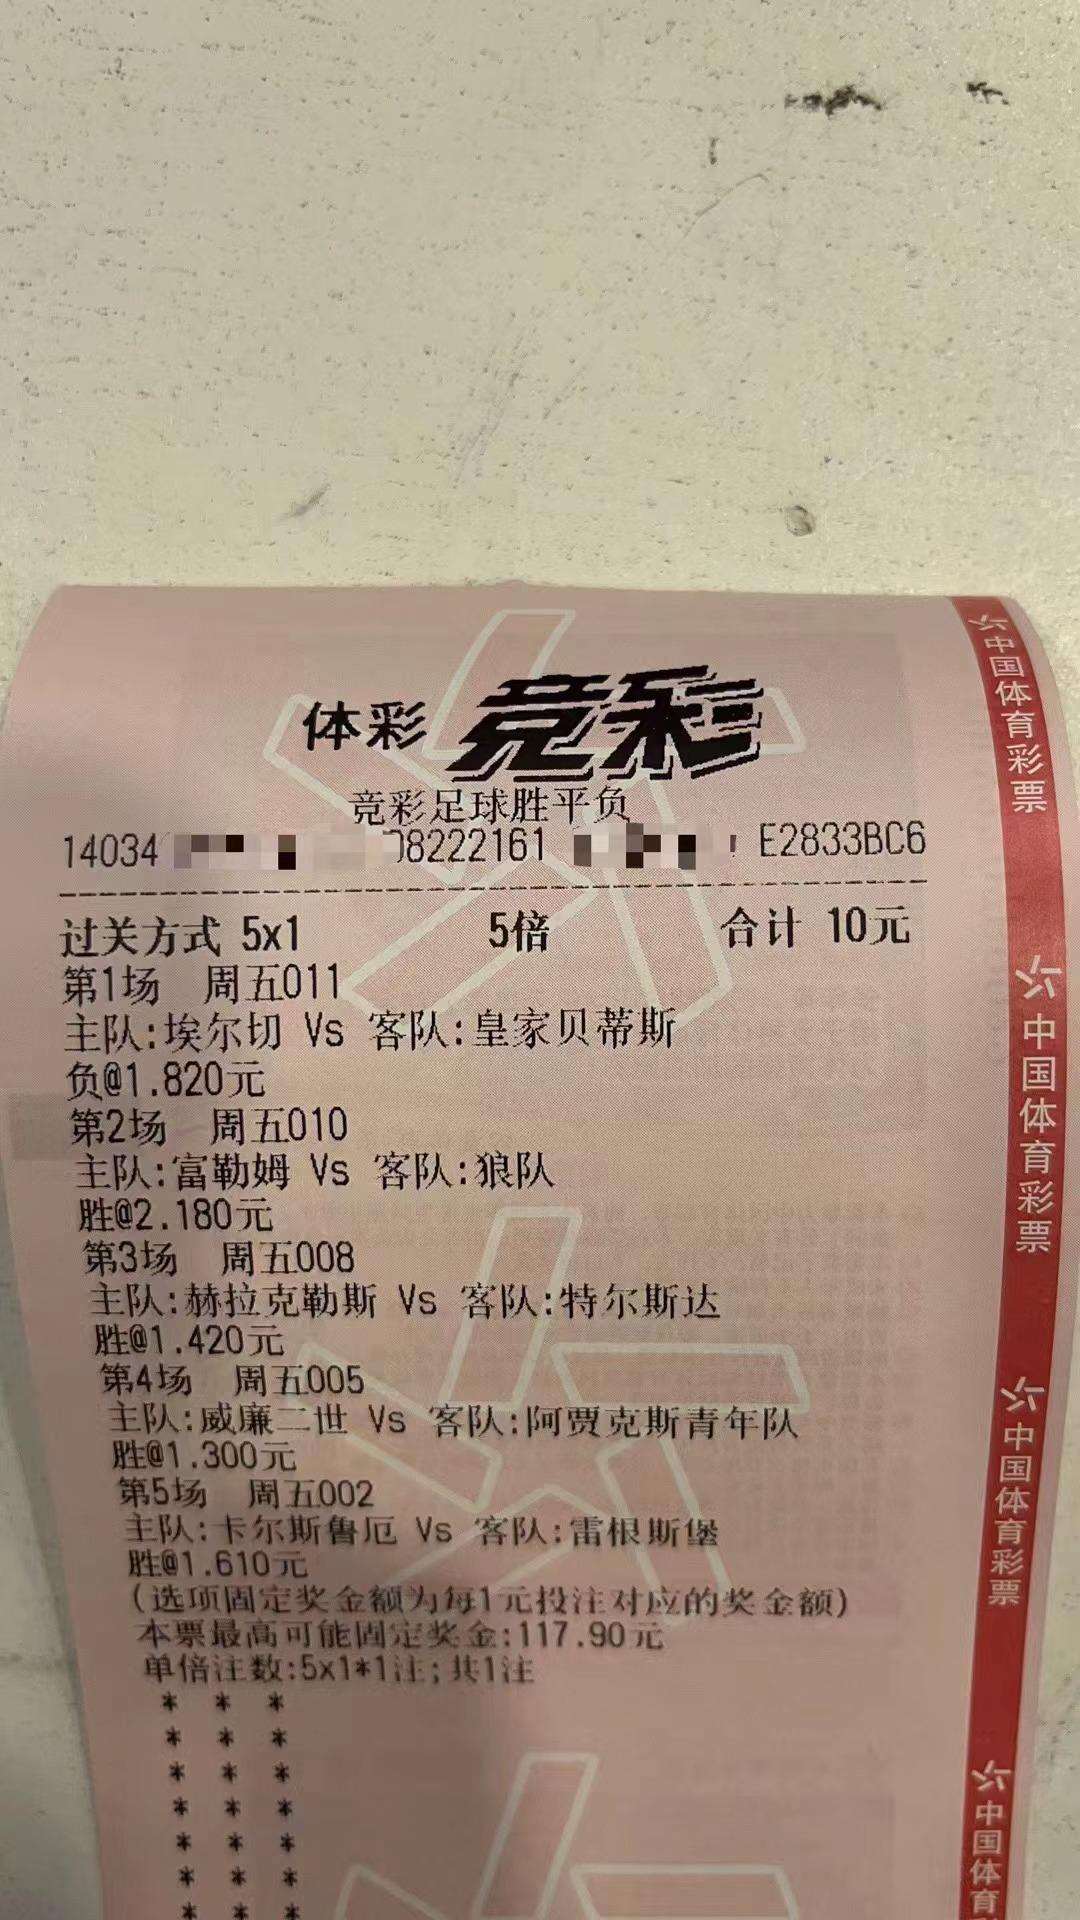 体彩 竞彩
竞彩足球胜平负
14034 08222161 E2833BC6
过关方式 5x1 5倍 合计 10元
第1场 周五011
主队:埃尔切 Vs 客队:皇家贝蒂斯
负@1.820元
第2场 周五010
主队:富勒姆 Vs 客队:狼队
胜@2.180元
第3场 周五008
主队:赫拉克勒斯 Vs 客队:特尔斯达
胜@1.420元
第4场 周五005
主队:威廉二世 Vs 客队:阿贾克斯青年队
胜@1.300元
第5场 周五002
主队:卡尔斯鲁厄 Vs 客队:雷根斯堡
胜@1.610元
(选项固定奖金额为每1元投注对应的奖金额)
本票最高可能固定奖金:117.90元
单倍注数:5x1*1注;共1注
* * *
* * *
* * *
* * *
* * *
* * *
* * *
中国体育彩票
中国体育彩票
中国体育彩票
中国体育